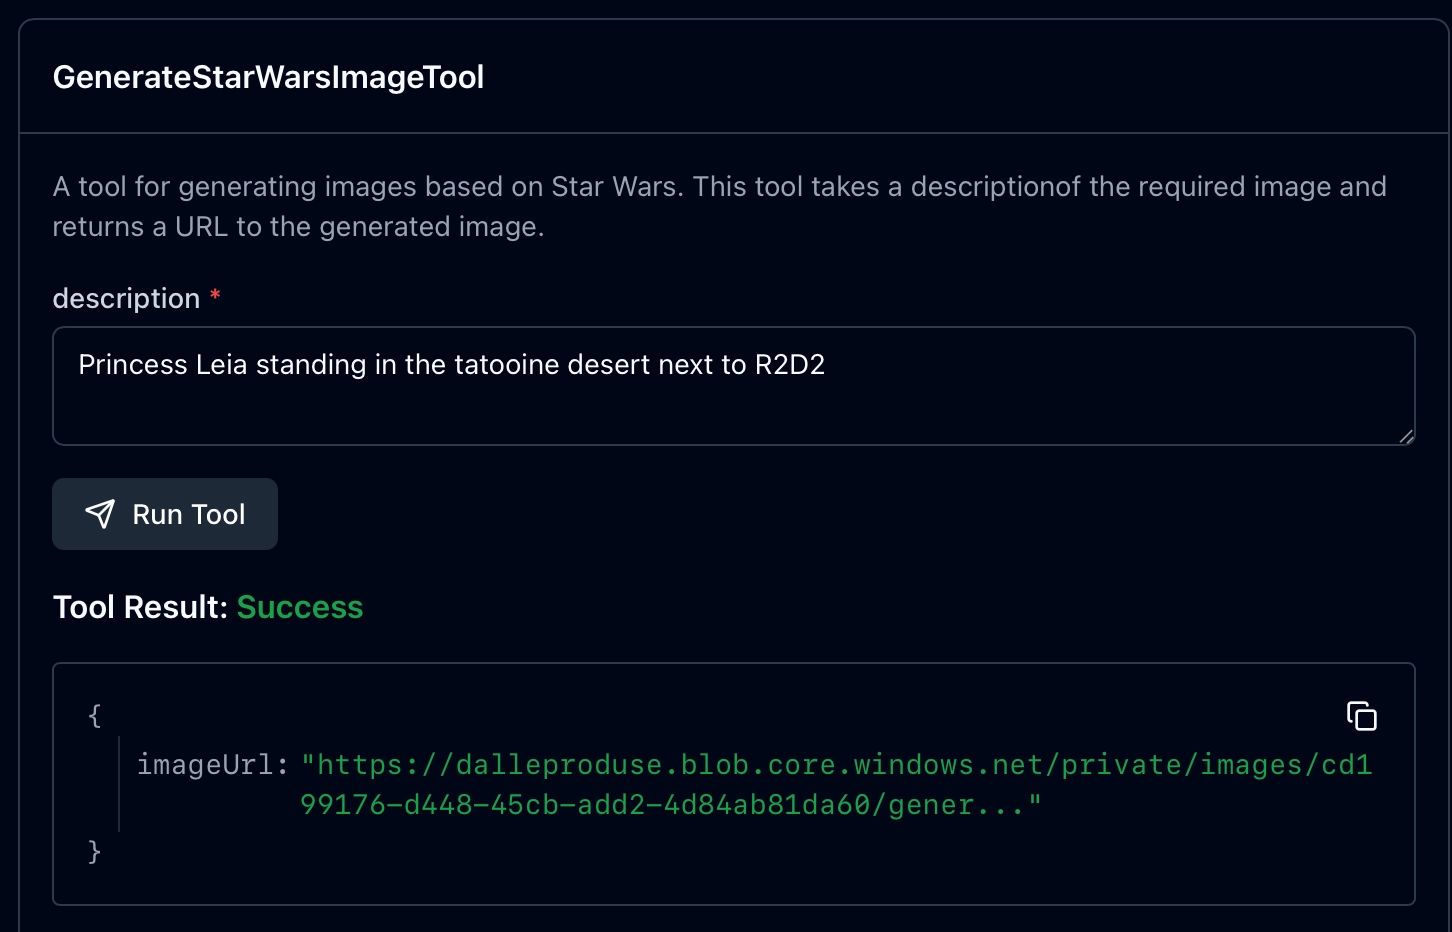 GenerateStarWarsImageTool
A tool for generating images based on Star Wars. This tool takes a descriptionof the required image and
returns a URL to the generated image.
description *
Princess Leia standing in the tatooine desert next to R2D2
Run Tool
Tool Result: Success
{
imageUrl: "https://dalleproduse.blob.core.windows.net/private/images/cd1
99176-d448-45cb-add2-4d84ab81da60/gener..."
}